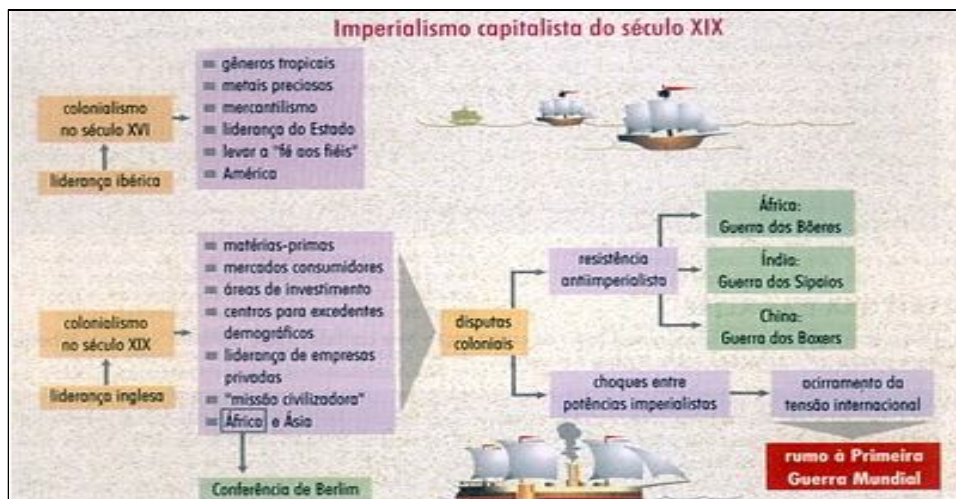 Imperialismo capitalista do século XIX
colonialismo
no século XVI
liderança ibérica
gêneros tropicais
metais preciosos
mercantilismo
liderança do Estado
levar a "fé aos fiéis"
América
colonialismo
no século XIX
liderança inglesa
matérias-primas
mercados consumidores
áreas de investimento
centros para excedentes
demográficos
liderança de empresas
privadas
"missão civilizadora"
África e Ásia
Conferência de Berlim
disputas
coloniais
resistência
antiimperialista
África:
Guerra dos Bôeres
Índia:
Guerra dos Sipaios
China:
Guerra dos Boxers
choques entre
potências imperialistas
acirramento da
tensão internacional
rumo à Primeira
Guerra Mundial